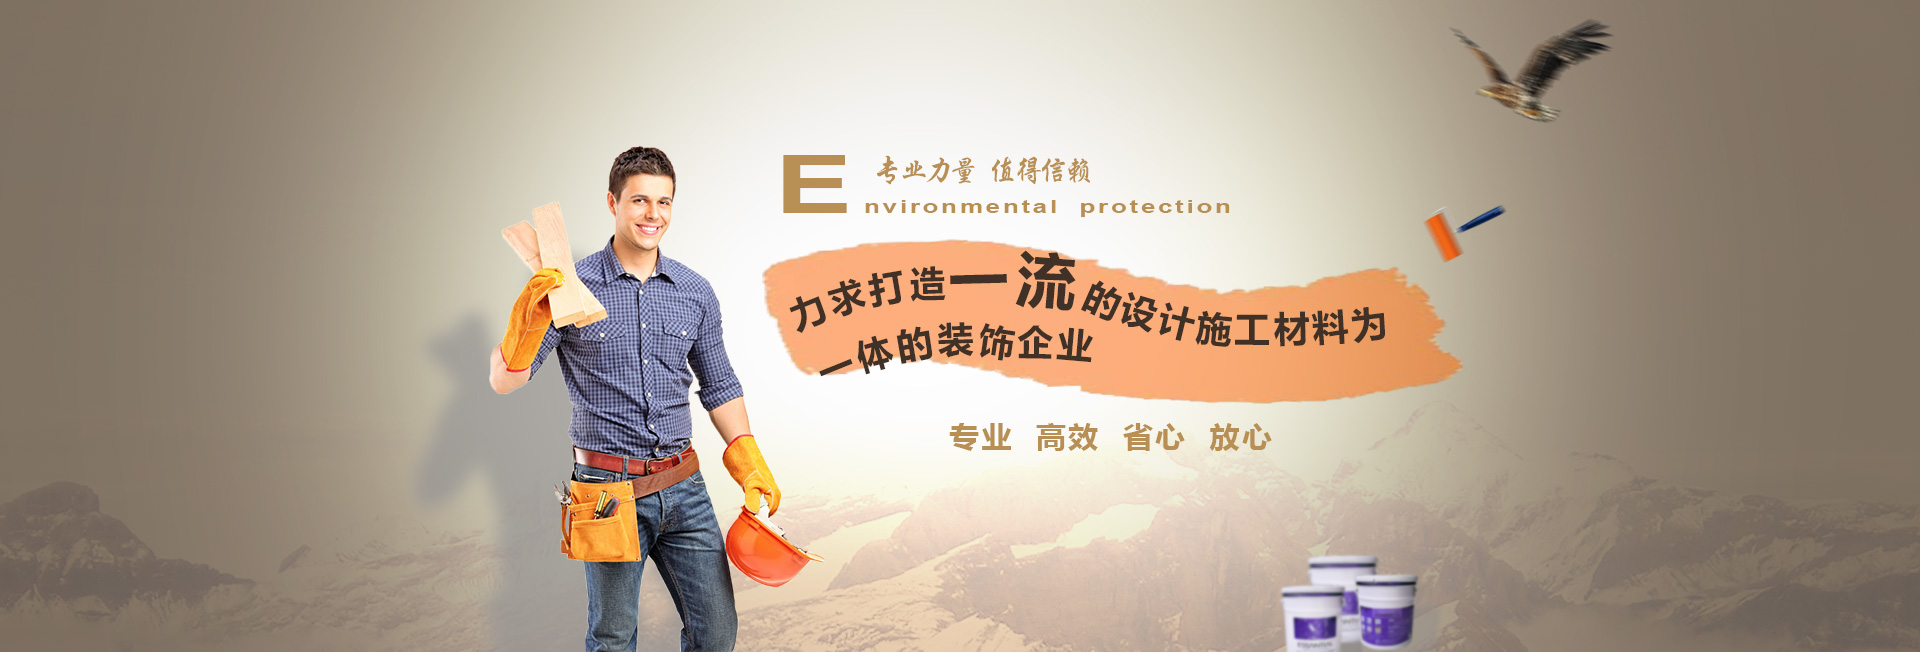 专业力量 值得信赖
Environmental protection
力求打造一流的设计施工材料为
一体的装饰企业
专业 高效 省心 放心